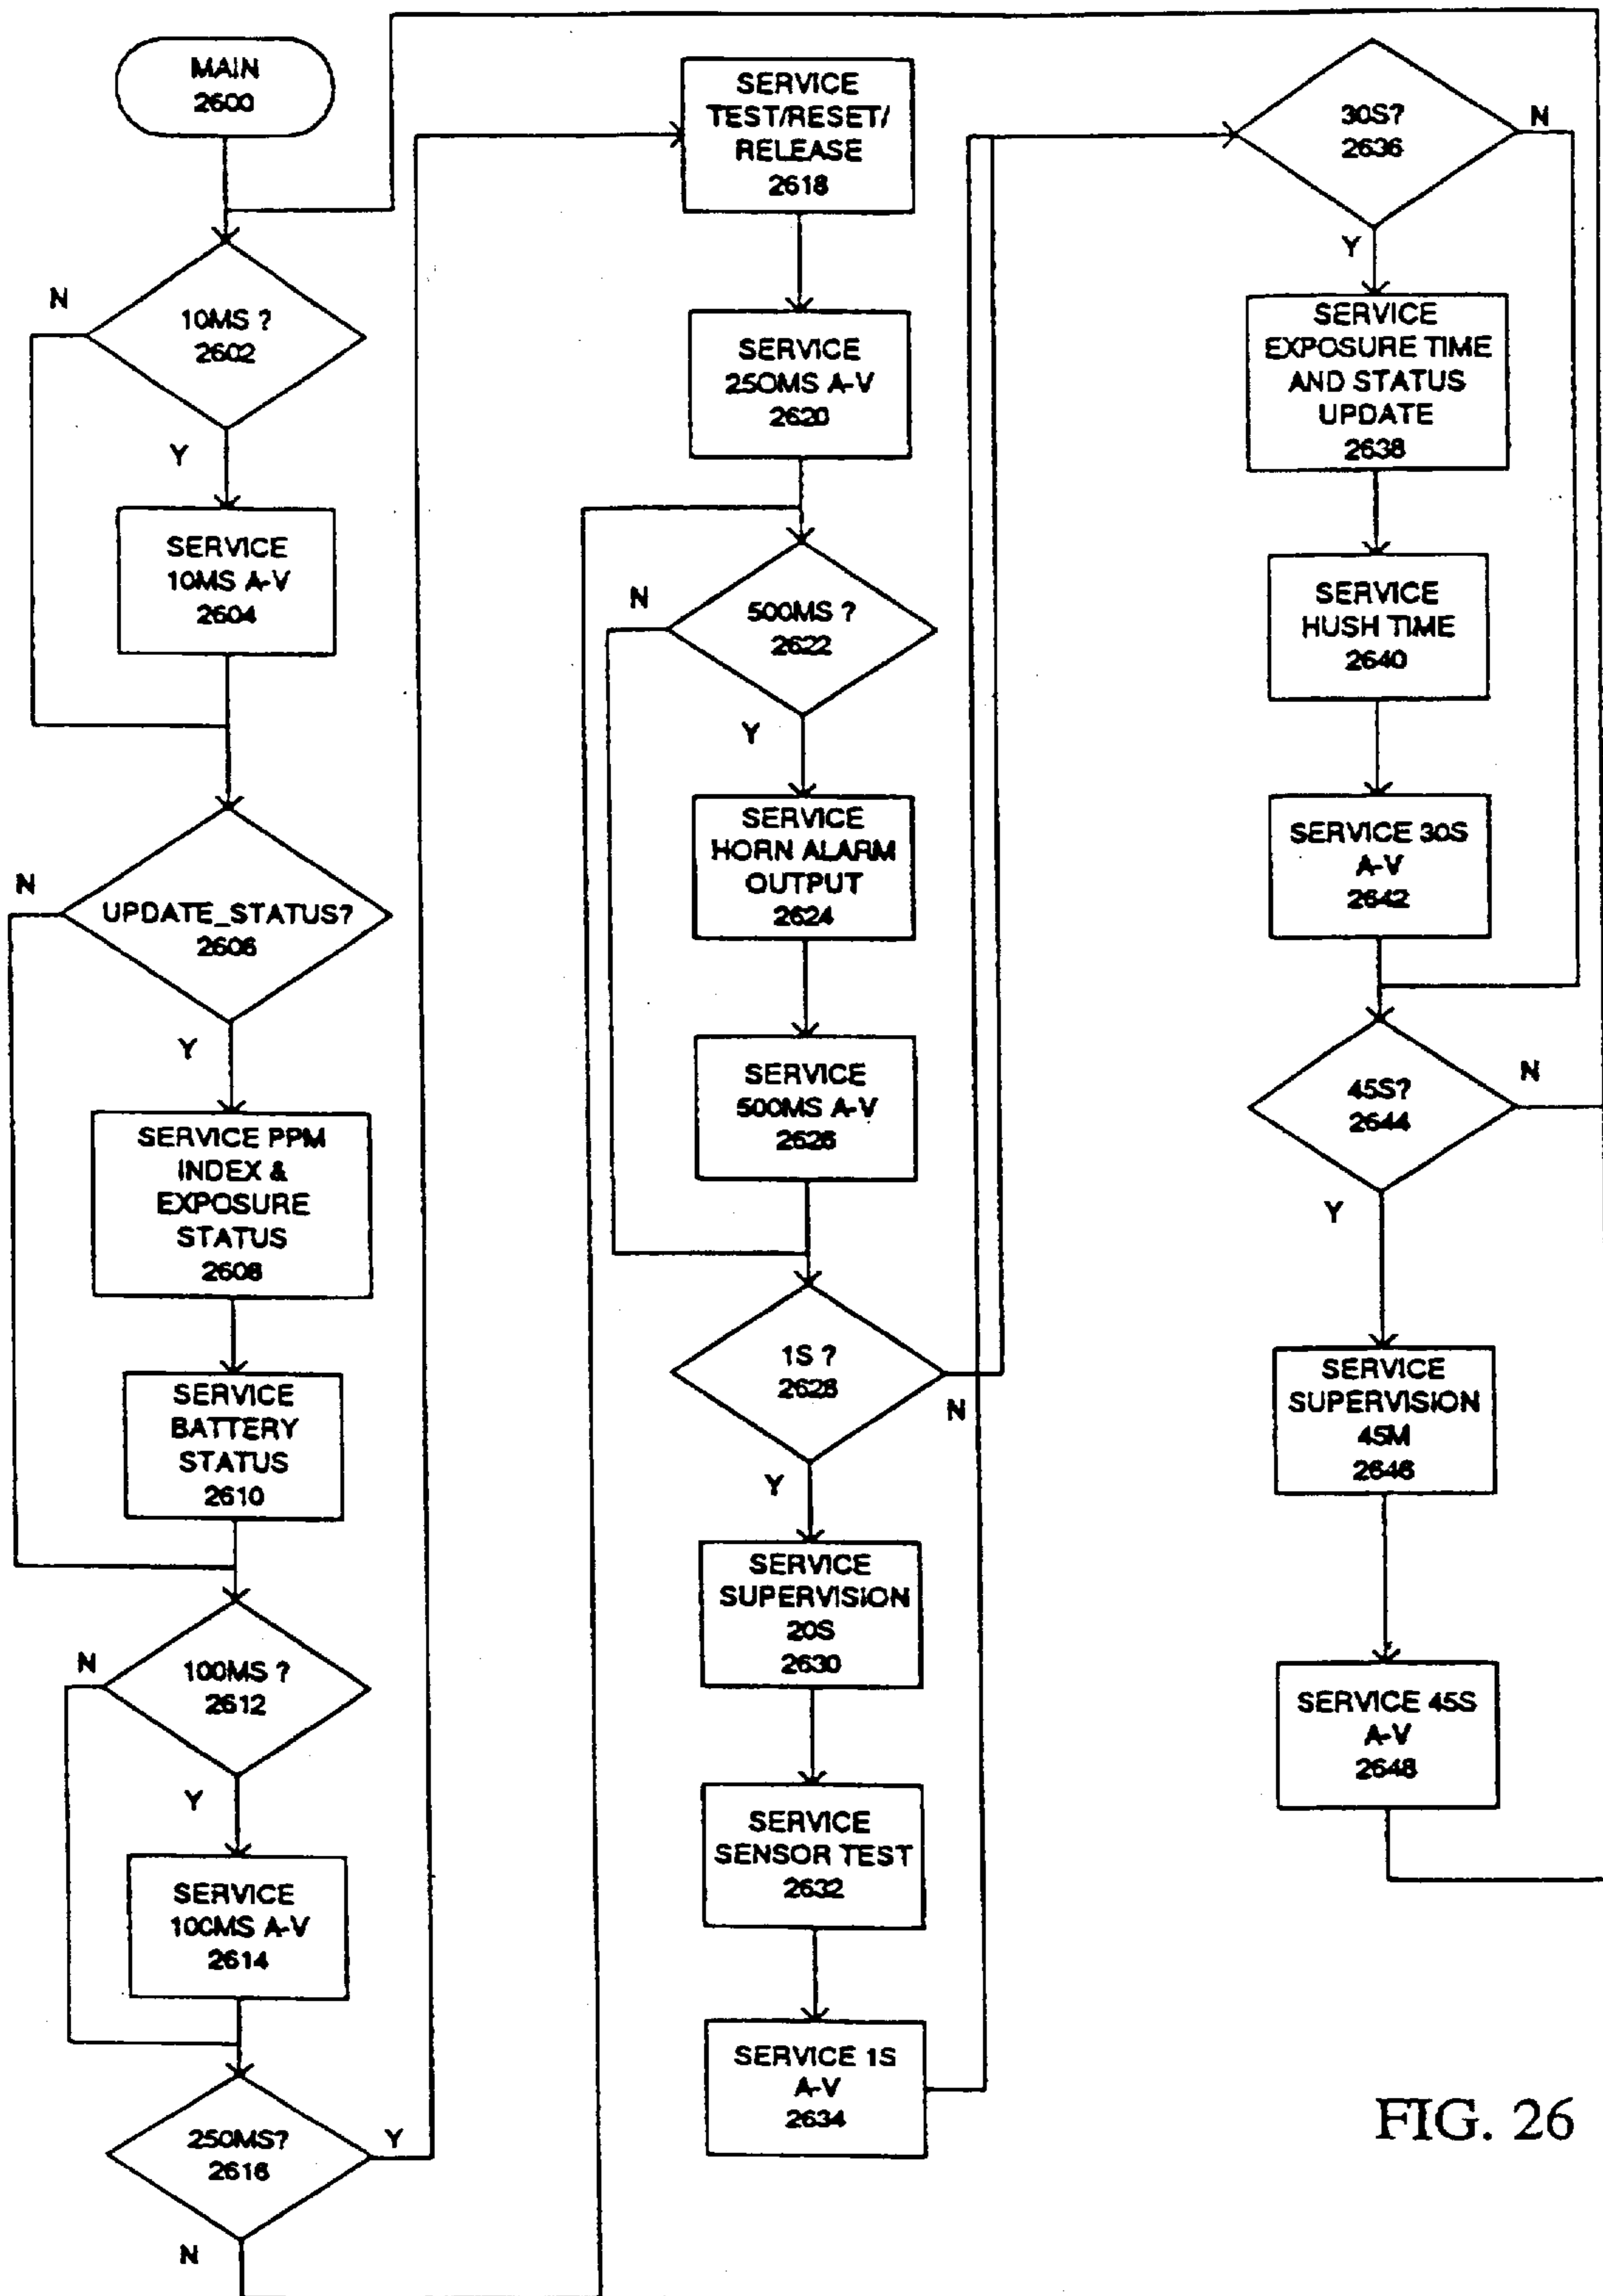 MAIN
2600
N
10MS ?
2602
Y
SERVICE
10MS A-V
2604
N
UPDATE_STATUS?
2606
Y
SERVICE PPM
INDEX &
EXPOSURE
STATUS
2608
SERVICE
BATTERY
STATUS
2610
N
100MS ?
2612
Y
SERVICE
100MS A-V
2614
250MS?
2616
Y
N
SERVICE
TEST/RESET/
RELEASE
2618
SERVICE
250MS A-V
2620
N
500MS ?
2622
Y
SERVICE
HORN ALARM
OUTPUT
2624
SERVICE
500MS A-V
2626
1S ?
2628
N
Y
SERVICE
SUPERVISION
20S
2630
SERVICE
SENSOR TEST
2632
SERVICE 1S
A-V
2634
30S?
2636
N
Y
SERVICE
EXPOSURE TIME
AND STATUS
UPDATE
2638
SERVICE
HUSH TIME
2640
SERVICE 30S
A-V
2642
45S?
2644
N
Y
SERVICE
SUPERVISION
45M
2646
SERVICE 45S
A-V
2648
FIG. 26